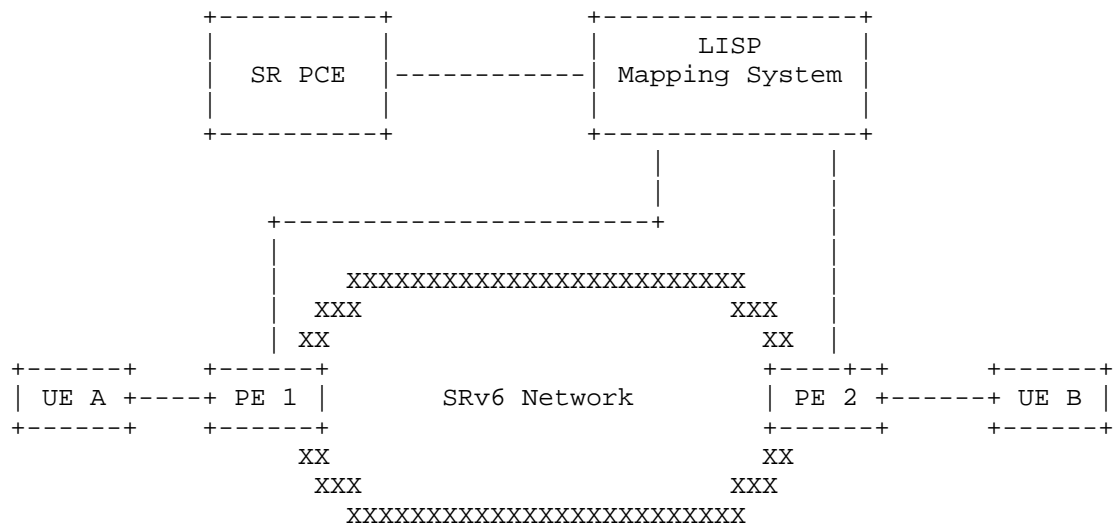 LISP
SR PCE
Mapping System
UE A
PE 1
SRv6 Network
PE 2
UE B